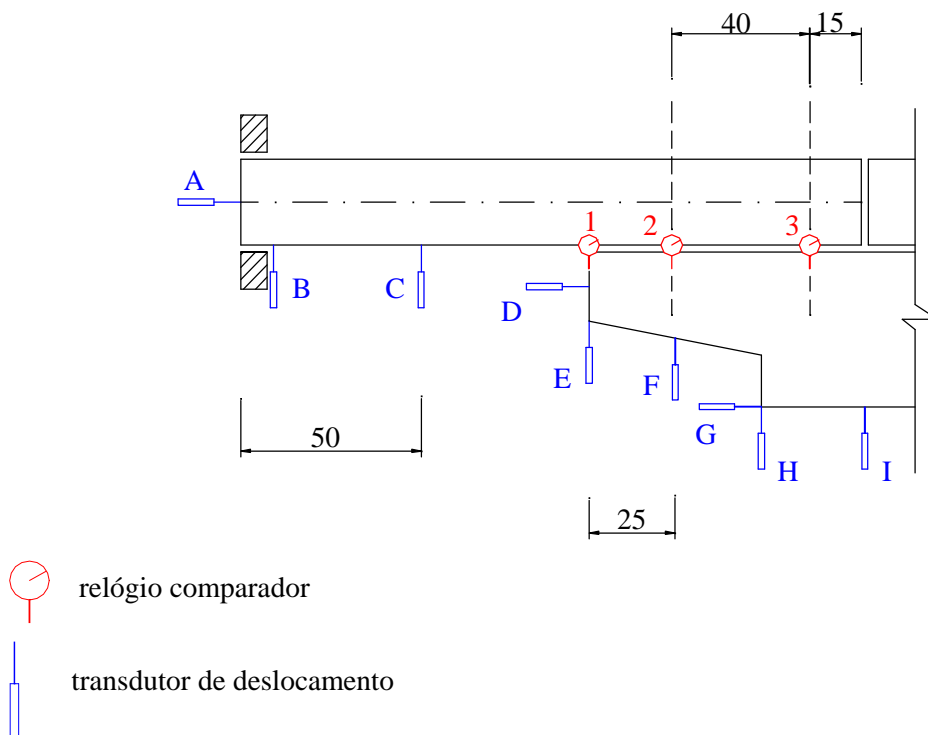 40 15
A
1 2 3
B C D
E F
G
50
H I
25
relógio comparador
transdutor de deslocamento